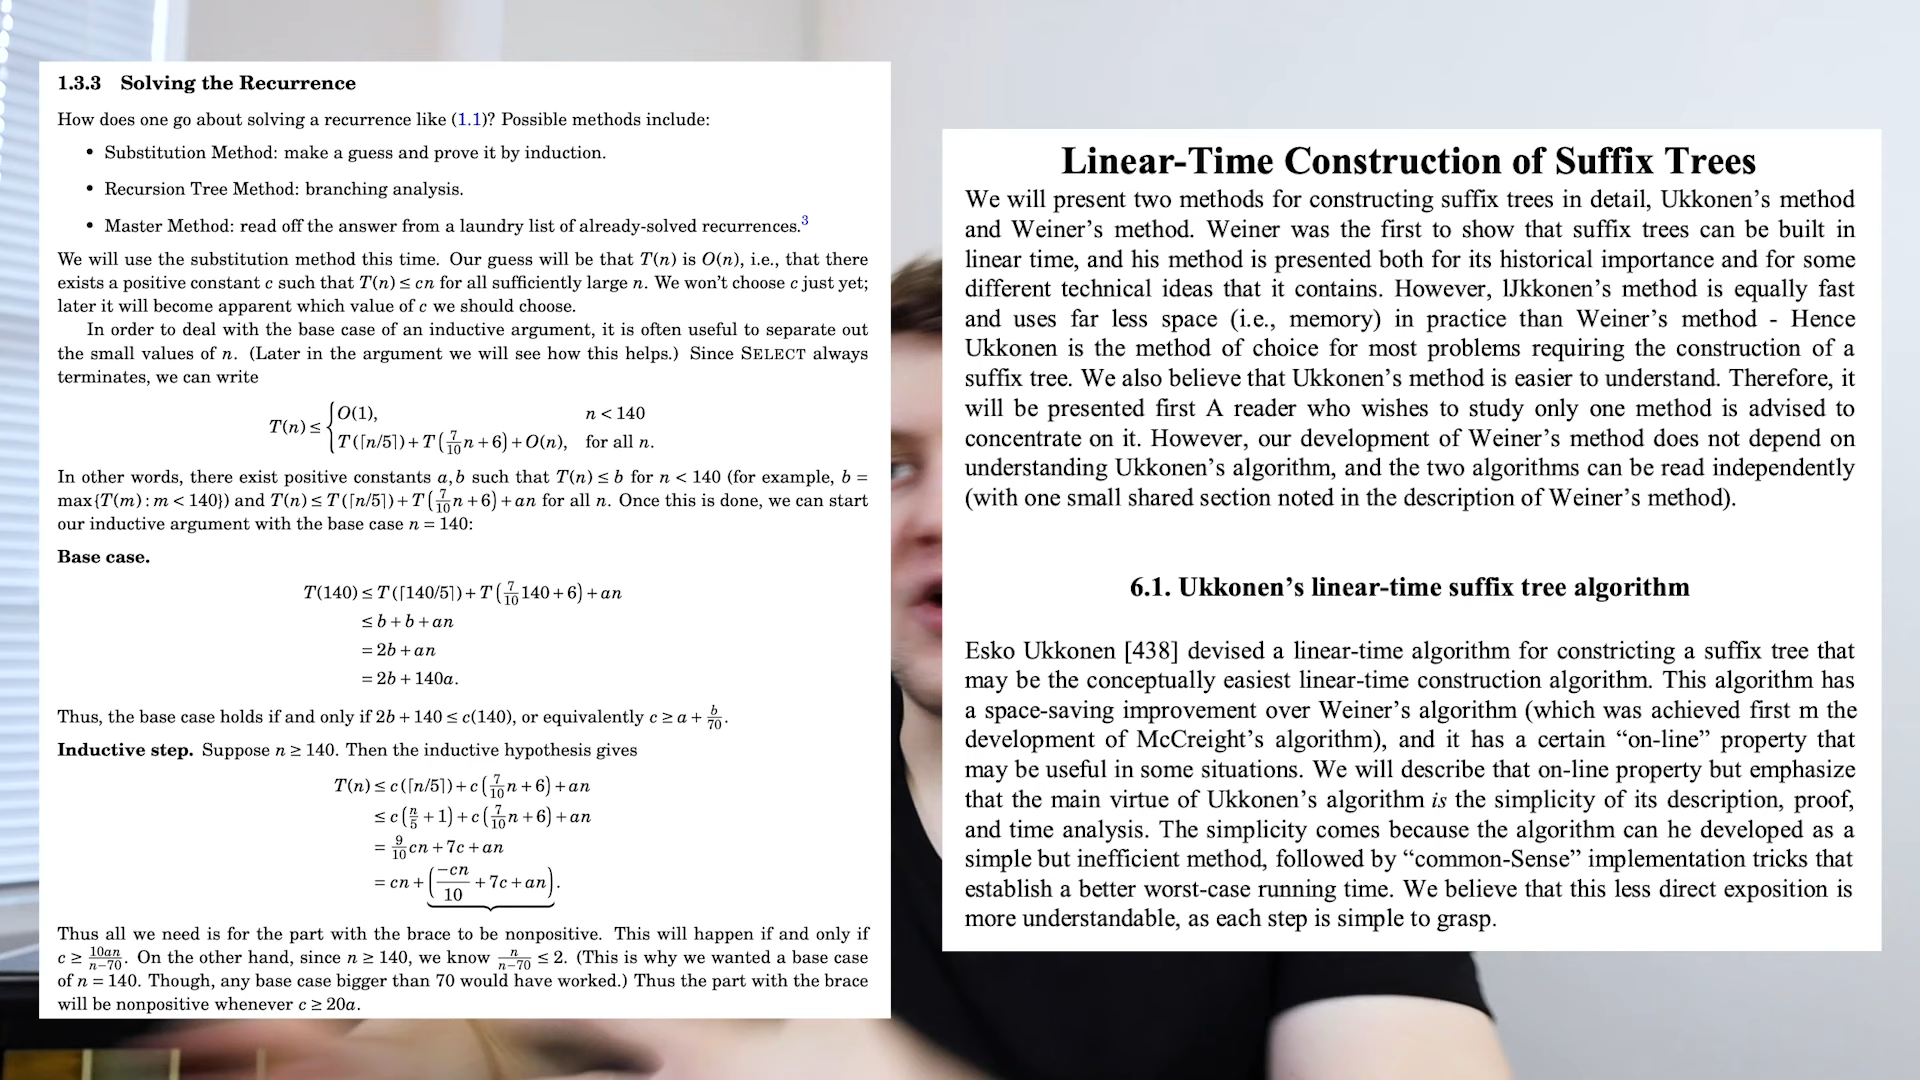 1.3.3 Solving the Recurrence
How does one go about solving a recurrence like (1.1)? Possible methods include:
• Substitution Method: make a guess and prove it by induction.
• Recursion Tree Method: branching analysis.
• Master Method: read off the answer from a laundry list of already-solved recurrences.³
We will use the substitution method this time. Our guess will be that T(n) is O(n), i.e., that there
exists a positive constant c such that T(n) ≤ cn for all sufficiently large n. We won't choose c just yet;
later it will become apparent which value of c we should choose.
In order to deal with the base case of an inductive argument, it is often useful to separate out
the small values of n. (Later in the argument we will see how this helps.) Since SELECT always
terminates, we can write
T(n) ≤ { O(1), n < 140
T(⌈n/5⌉) + T(7/10 n + 6) + O(n), for all n.
In other words, there exist positive constants a, b such that T(n) ≤ b for n < 140 (for example, b =
max{T(m) : m < 140}) and T(n) ≤ T(⌈n/5⌉) + T(7/10 n + 6) + an for all n. Once this is done, we can start
our inductive argument with the base case n = 140:
Base case.
T(140) ≤ T(⌈140/5⌉) + T(7/10 140 + 6) + an
≤ b + b + an
= 2b + an
= 2b + 140a.
Thus, the base case holds if and only if 2b + 140 ≤ c(140), or equivalently c ≥ a + b/70.
Inductive step. Suppose n ≥ 140. Then the inductive hypothesis gives
T(n) ≤ c(⌈n/5⌉) + c(7/10 n + 6) + an
≤ c(n/5 + 1) + c(7/10 n + 6) + an
= 9/10 cn + 7c + an
= cn + (−cn/10 + 7c + an).
Thus all we need is for the part with the brace to be nonpositive. This will happen if and only if
c ≥ 10an/n−70. On the other hand, since n ≥ 140, we know n/n−70 ≤ 2. (This is why we wanted a base case
of n = 140. Though, any base case bigger than 70 would have worked.) Thus the part with the brace
will be nonpositive whenever c ≥ 20a.
Linear-Time Construction of Suffix Trees
We will present two methods for constructing suffix trees in detail, Ukkonen's method
and Weiner's method. Weiner was the first to show that suffix trees can be built in
linear time, and his method is presented both for its historical importance and for some
different technical ideas that it contains. However, lJkkonen's method is equally fast
and uses far less space (i.e., memory) in practice than Weiner's method - Hence
Ukkonen is the method of choice for most problems requiring the construction of a
suffix tree. We also believe that Ukkonen's method is easier to understand. Therefore, it
will be presented first A reader who wishes to study only one method is advised to
concentrate on it. However, our development of Weiner's method does not depend on
understanding Ukkonen's algorithm, and the two algorithms can be read independently
(with one small shared section noted in the description of Weiner's method).
6.1. Ukkonen's linear-time suffix tree algorithm
Esko Ukkonen [438] devised a linear-time algorithm for constricting a suffix tree that
may be the conceptually easiest linear-time construction algorithm. This algorithm has
a space-saving improvement over Weiner's algorithm (which was achieved first m the
development of McCreight's algorithm), and it has a certain “on-line” property that
may be useful in some situations. We will describe that on-line property but emphasize
that the main virtue of Ukkonen's algorithm is the simplicity of its description, proof,
and time analysis. The simplicity comes because the algorithm can he developed as a
simple but inefficient method, followed by “common-Sense” implementation tricks that
establish a better worst-case running time. We believe that this less direct exposition is
more understandable, as each step is simple to grasp.